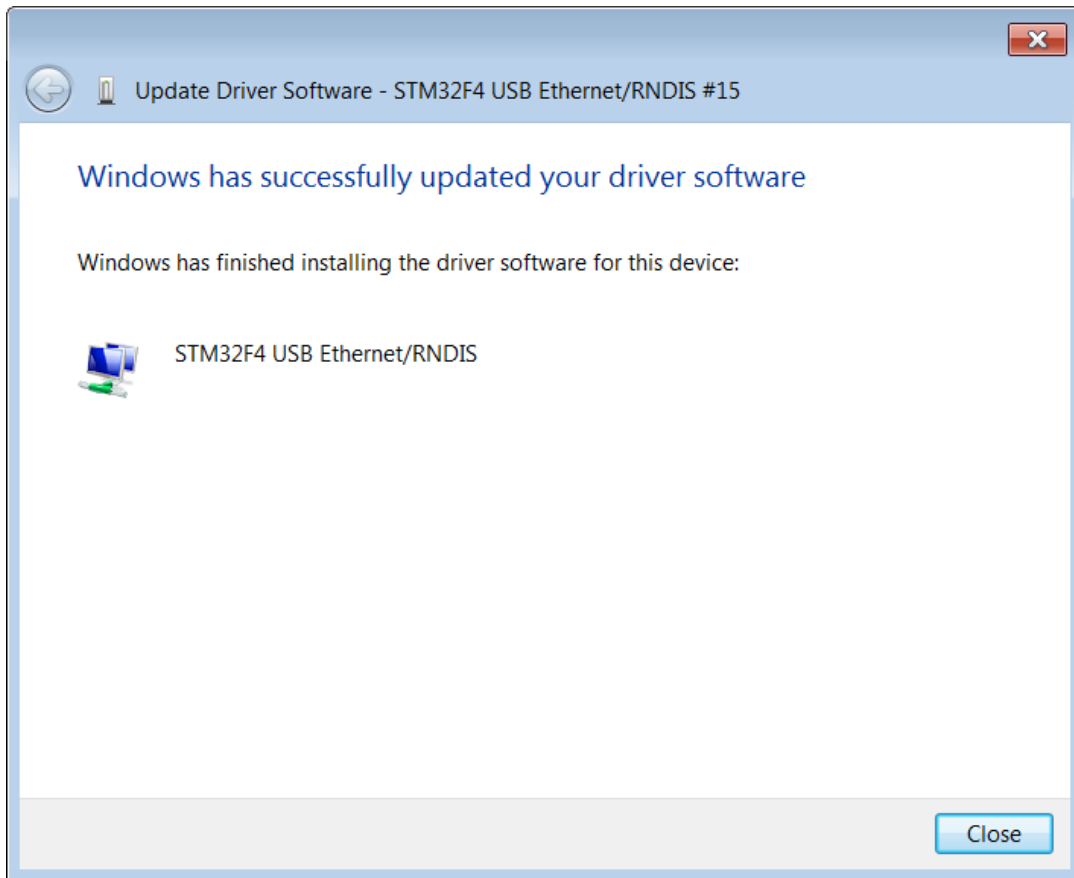 Update Driver Software - STM32F4 USB Ethernet/RNDIS #15
Windows has successfully updated your driver software
Windows has finished installing the driver software for this device:
STM32F4 USB Ethernet/RNDIS
Close